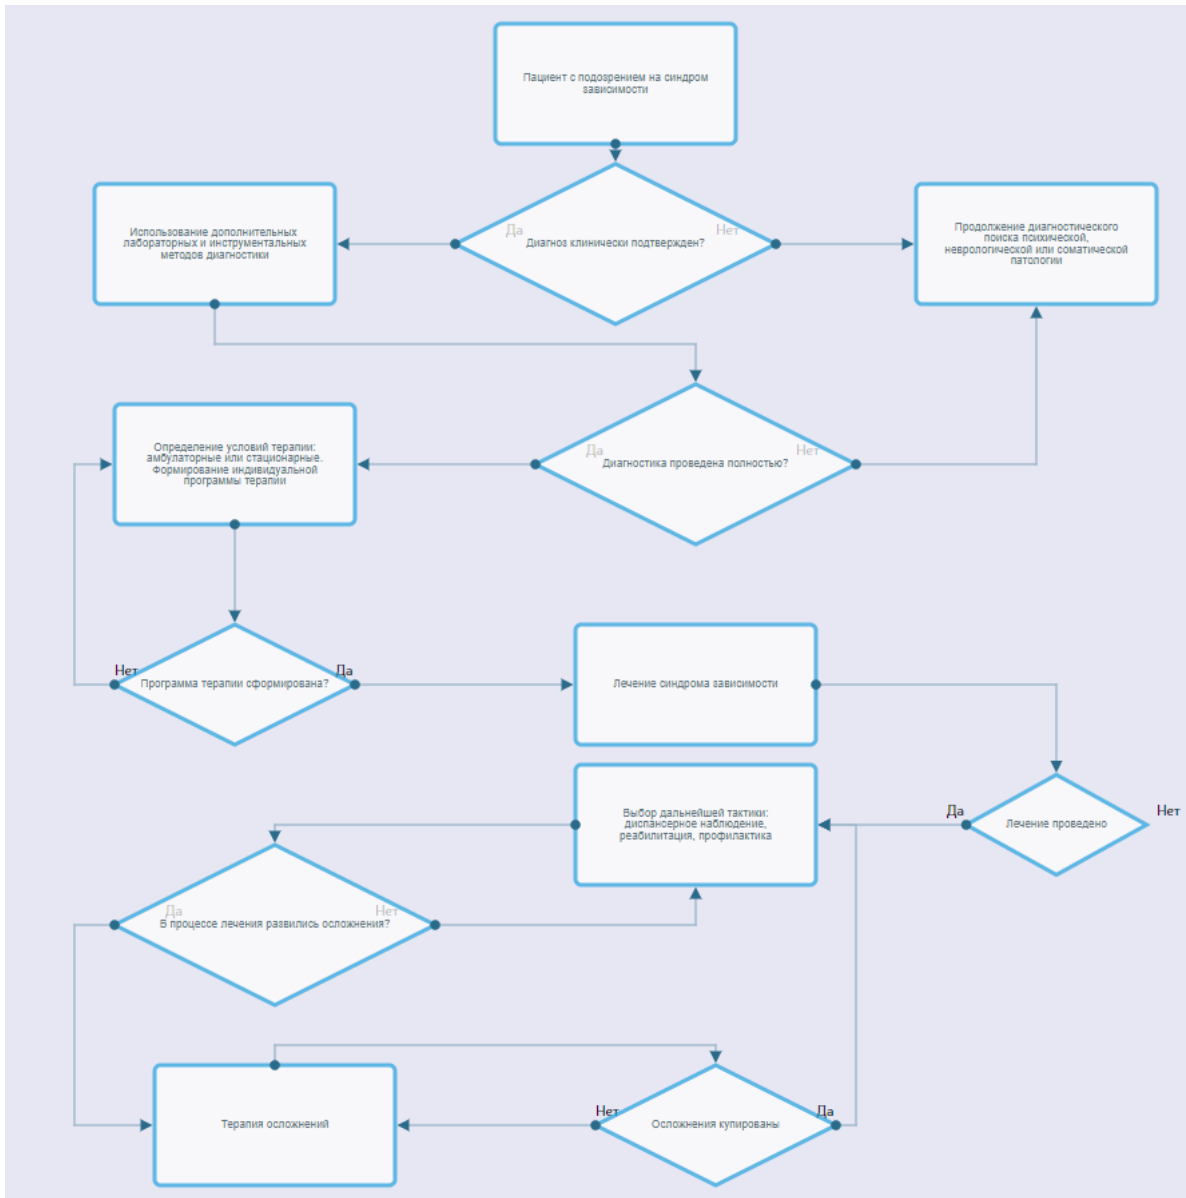 Пациент с подозрением на синдром
зависимости
Использование дополнительных
лабораторных и инструментальных
методов диагностики
Да
Диагноз клинически подтвержден?
Нет
Продолжение диагностического
поиска психической,
неврологической или соматической
патологии
Определение условий терапии:
амбулаторные или стационарные.
Формирование индивидуальной
программы терапии
Да
Диагностика проведена полностью?
Нет
Нет
Программа терапии сформирована?
Да
Лечение синдрома зависимости
Выбор дальнейшей тактики:
диспансерное наблюдение,
реабилитация, профилактика
Да
Лечение проведено
Нет
Да
В процессе лечения развились осложнения?
Нет
Терапия осложнений
Нет
Осложнения купированы
Да